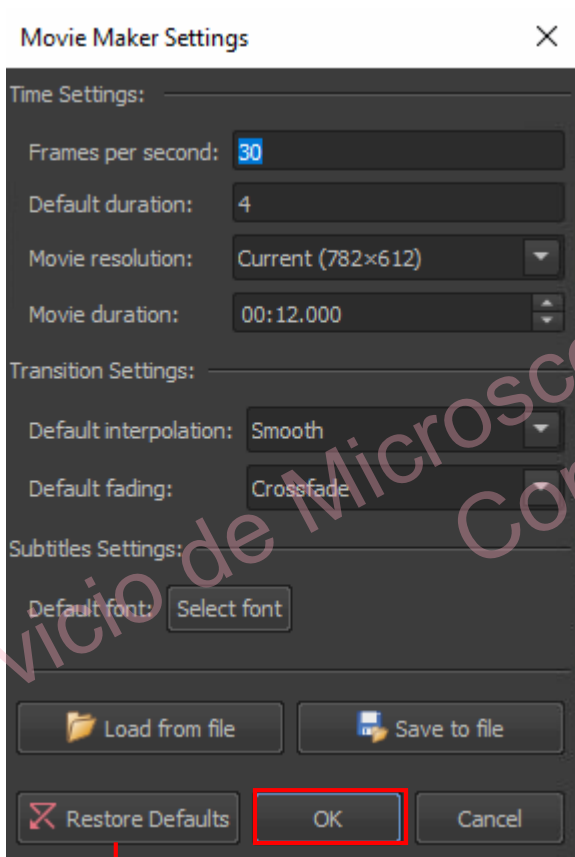 Movie Maker Settings
Time Settings:
Frames per second: 30
Default duration: 4
Movie resolution: Current (782×612)
Movie duration: 00:12.000
Transition Settings:
Default interpolation: Smooth
Default fading: Crossfade
Subtitles Settings:
Default font: Select font
Load from file Save to file
Restore Defaults OK Cancel
vicio de Microsc
Con